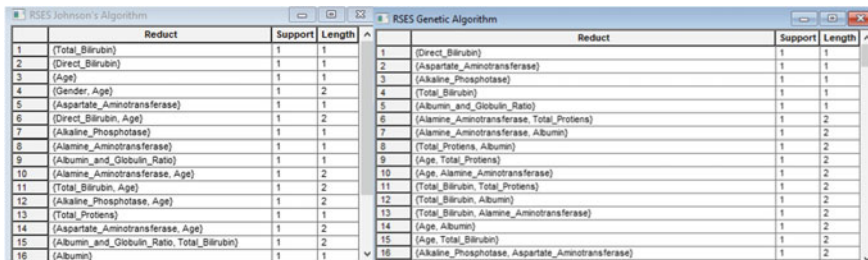 RSES Johnson's Algorithm
Reduct Support Length
1 {Total_Bilirubin} 1 1
2 {Direct_Bilirubin} 1 1
3 {Age} 1 1
4 {Gender, Age} 1 2
5 {Aspartate_Aminotransferase} 1 1
6 {Direct_Bilirubin, Age} 1 2
7 {Alkaline_Phosphotase} 1 1
8 {Alamine_Aminotransferase} 1 1
9 {Albumin_and_Globulin_Ratio} 1 1
10 {Alamine_Aminotransferase, Age} 1 2
11 {Total_Bilirubin, Age} 1 2
12 {Alkaline_Phosphotase, Age} 1 2
13 {Total_Protiens} 1 1
14 {Aspartate_Aminotransferase, Age} 1 2
15 {Albumin_and_Globulin_Ratio, Total_Bilirubin} 1 2
16 {Albumin} 1 1
RSES Genetic Algorithm
Reduct Support Length
1 {Direct_Bilirubin} 1 1
2 {Aspartate_Aminotransferase} 1 1
3 {Alkaline_Phosphotase} 1 1
4 {Total_Bilirubin} 1 1
5 {Albumin_and_Globulin_Ratio} 1 1
6 {Alamine_Aminotransferase, Total_Protiens} 1 2
7 {Alamine_Aminotransferase, Albumin} 1 2
8 {Total_Protiens, Albumin} 1 2
9 {Age, Total_Protiens} 1 2
10 {Age, Alamine_Aminotransferase} 1 2
11 {Total_Bilirubin, Total_Protiens} 1 2
12 {Total_Bilirubin, Albumin} 1 2
13 {Total_Bilirubin, Alamine_Aminotransferase} 1 2
14 {Age, Albumin} 1 2
15 {Age, Total_Bilirubin} 1 2
16 {Alkaline_Phosphotase, Aspartate_Aminotransferase} 1 2